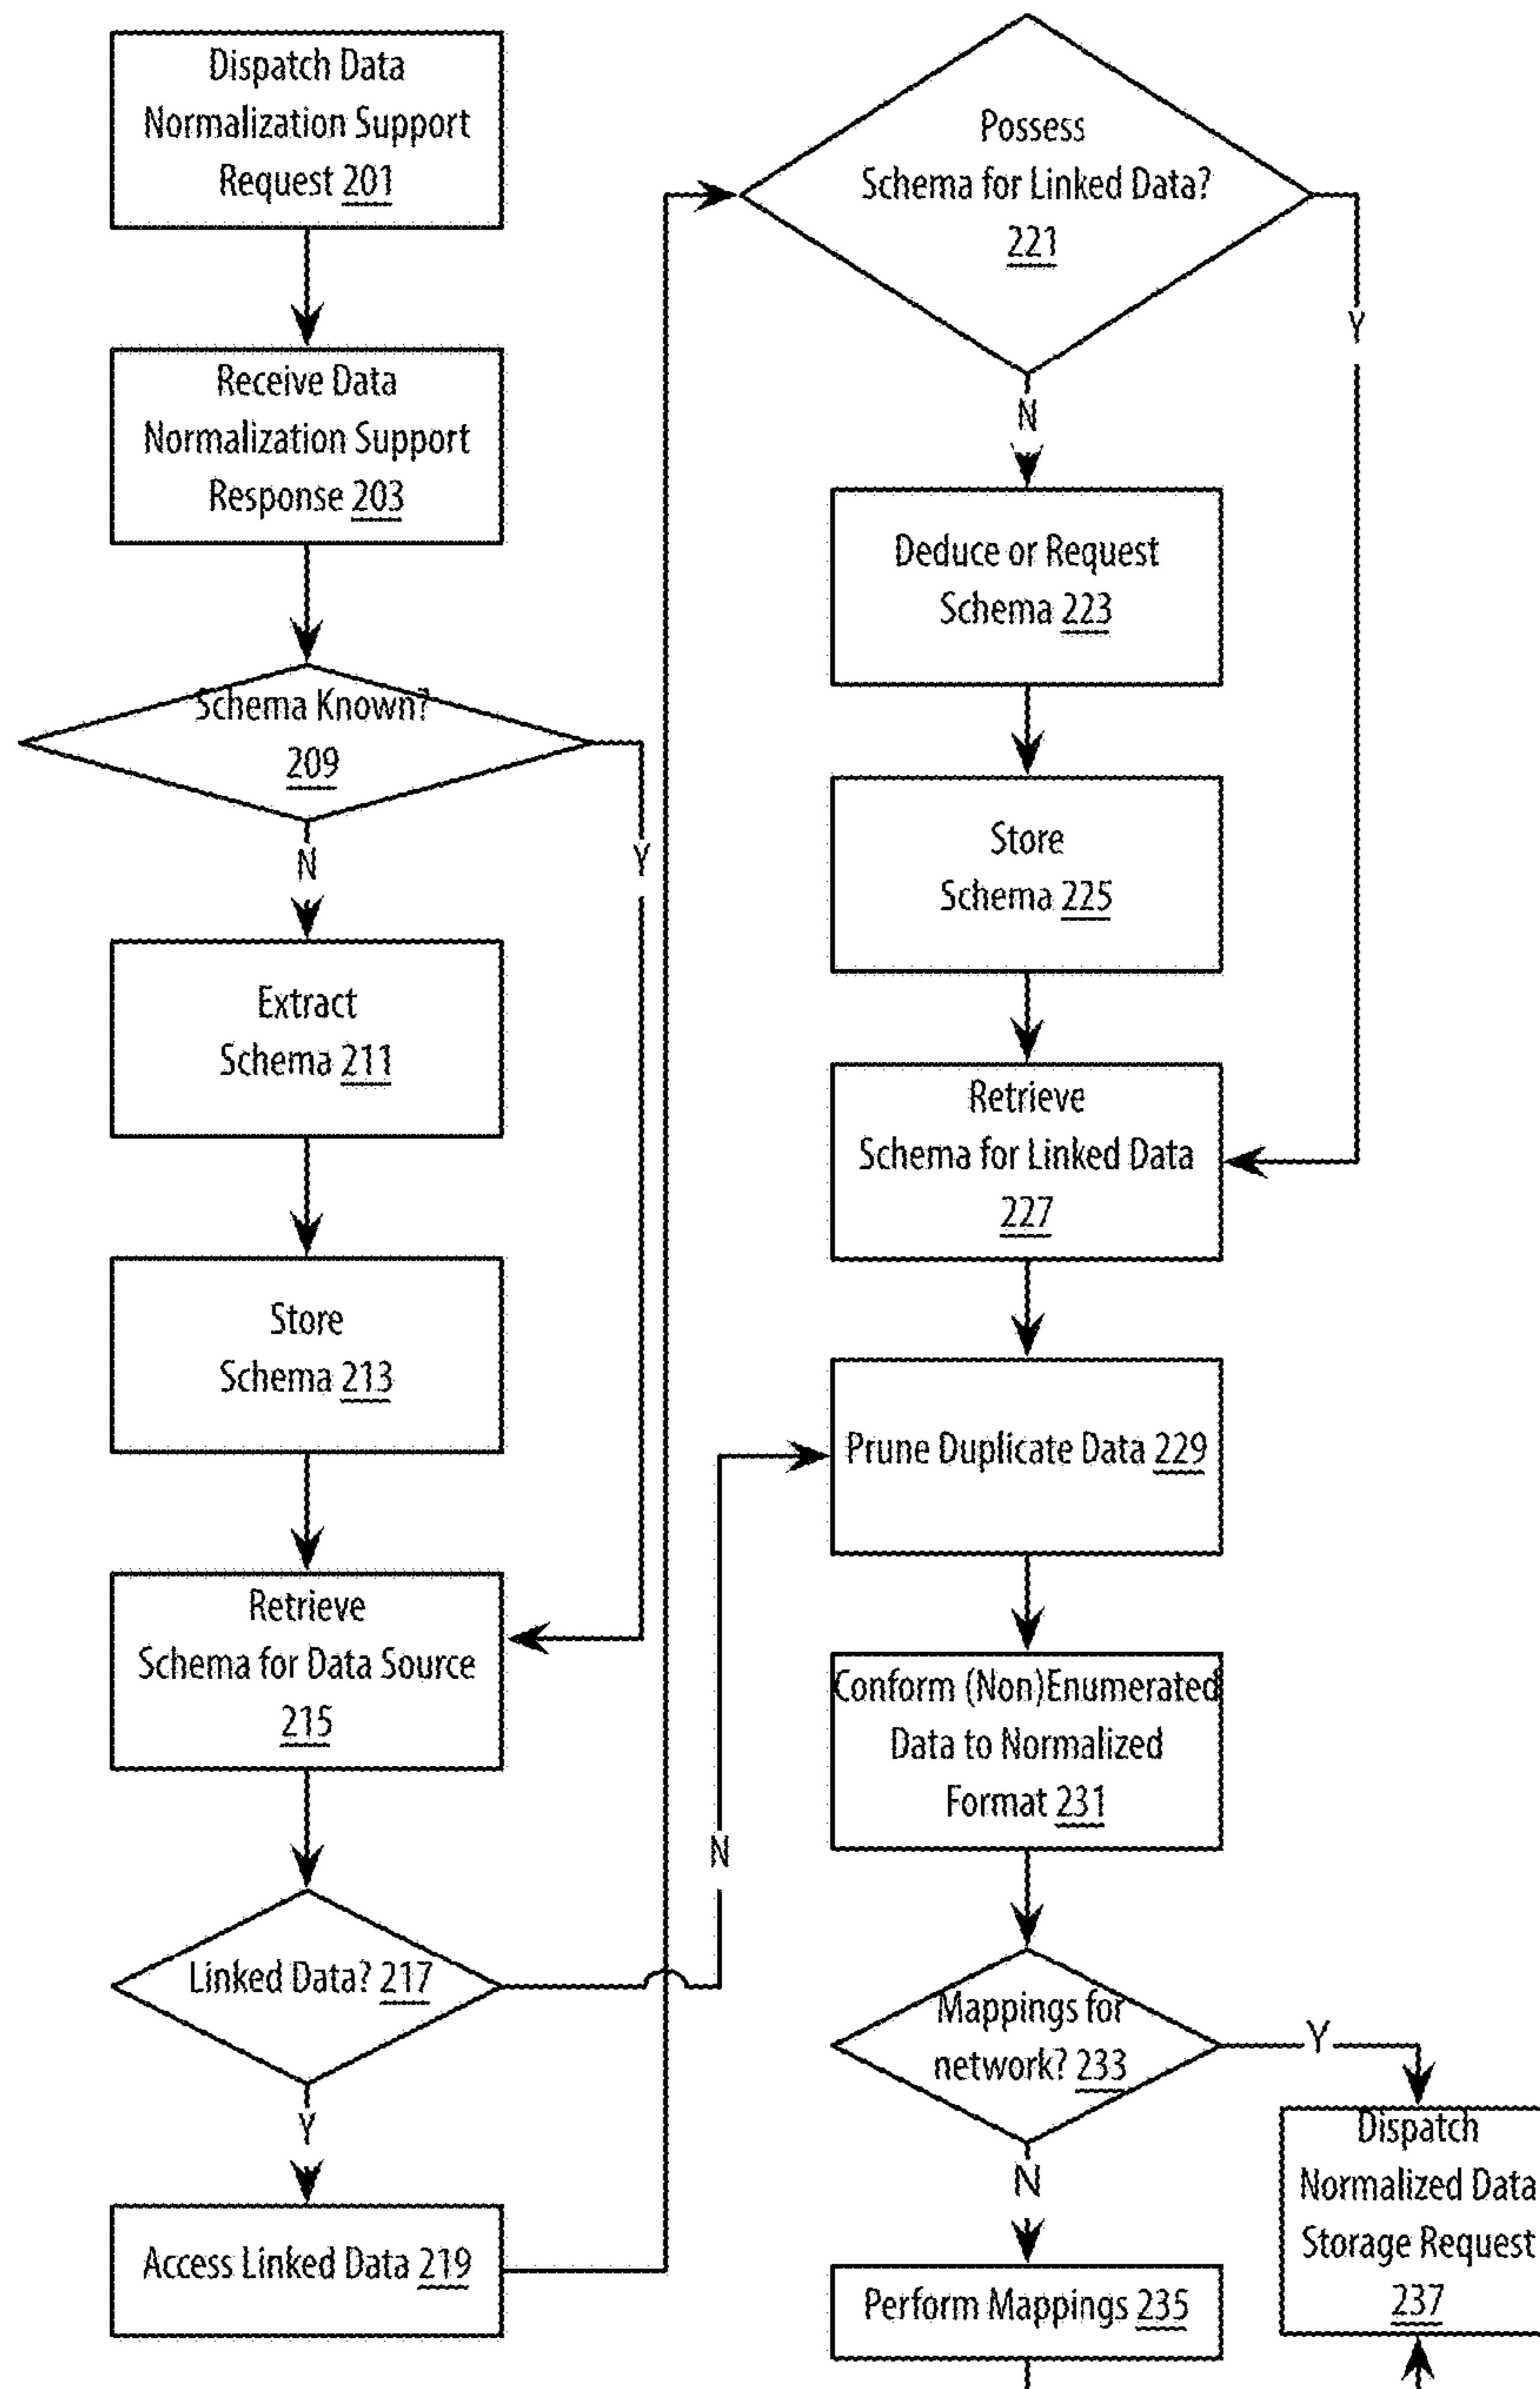 Dispatch Data
Normalization Support
Request 201
Receive Data
Normalization Support
Response 203
Schema Known?
209
N
Y
Extract
Schema 211
Store
Schema 213
Retrieve
Schema for Data Source
215
Linked Data? 217
N
Y
Access Linked Data 219
Possess
Schema for Linked Data?
221
Y
N
Deduce or Request
Schema 223
Store
Schema 225
Retrieve
Schema for Linked Data
227
Prune Duplicate Data 229
Conform (Non)Enumerated
Data to Normalized
Format 231
Mappings for
network? 233
Y
N
Perform Mappings 235
Dispatch
Normalized Data
Storage Request
237